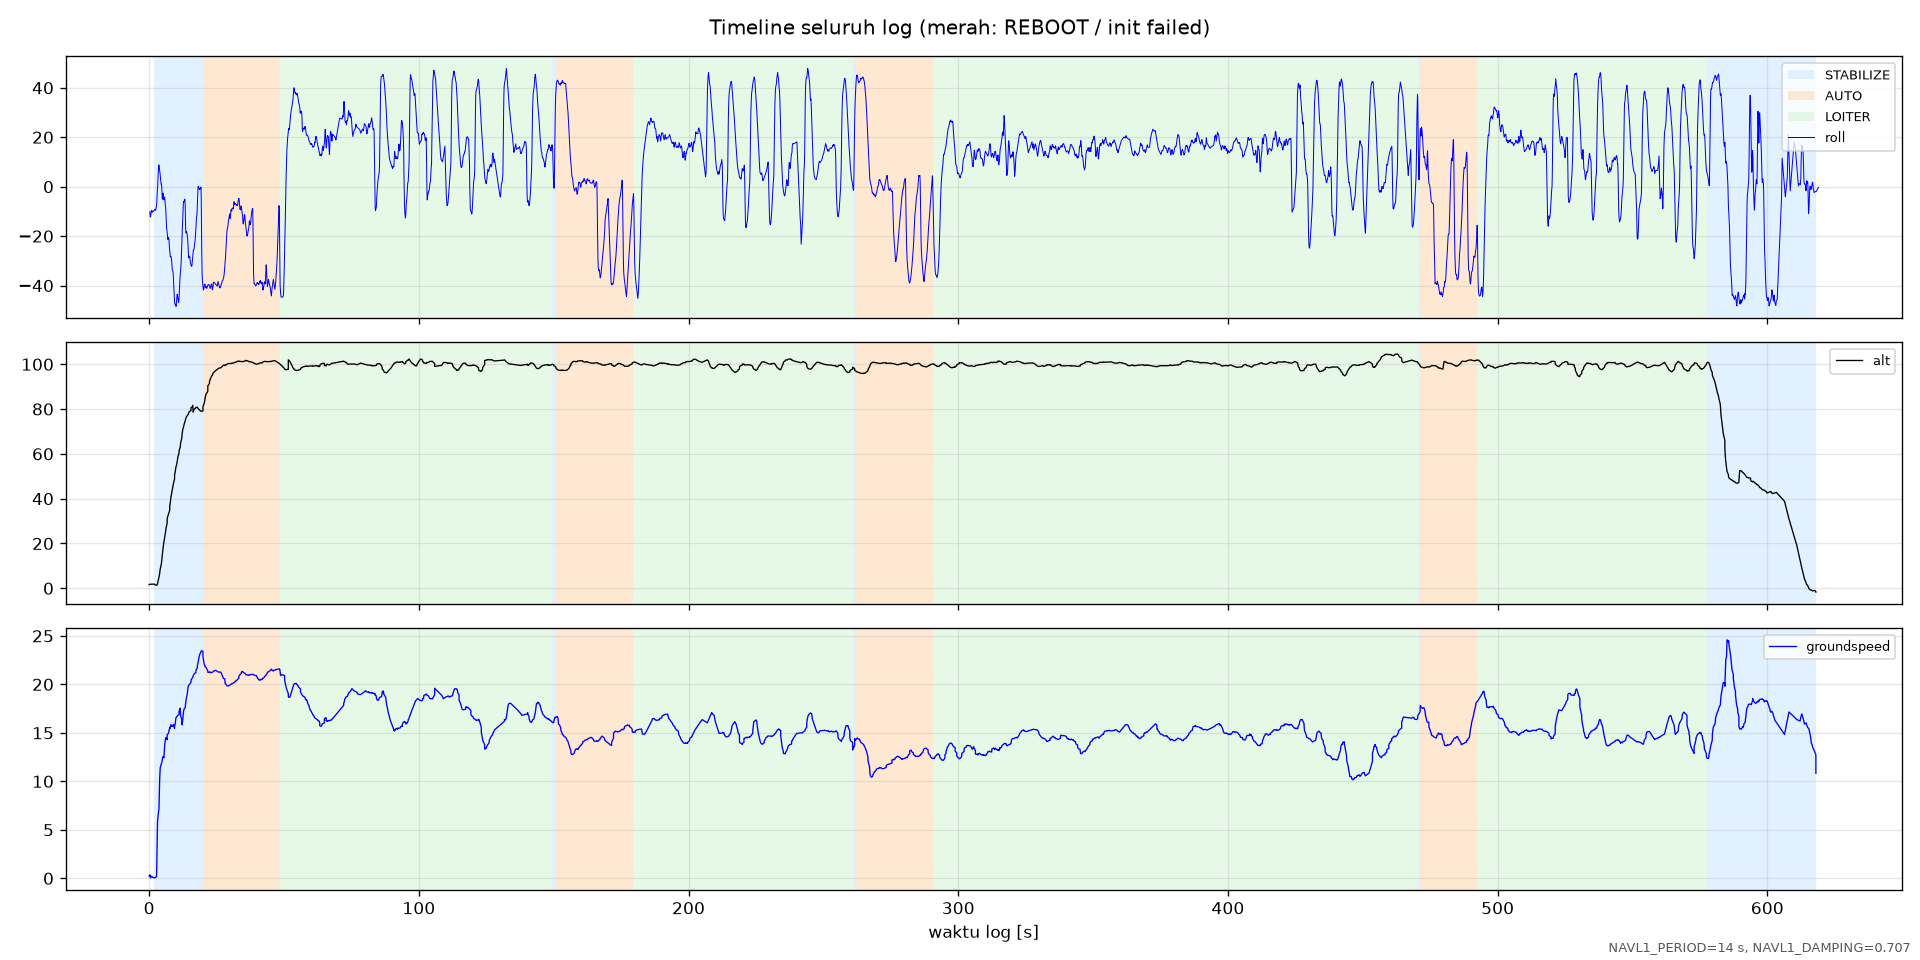 Timeline seluruh log (merah: REBOOT / init failed)
40
20
0
−20
−40
STABILIZE
AUTO
LOITER
roll
100
80
60
40
20
0
alt
25
20
15
10
5
0
groundspeed
0 100 200 300 400 500 600
waktu log [s]
NAVL1_PERIOD=14 s, NAVL1_DAMPING=0.707